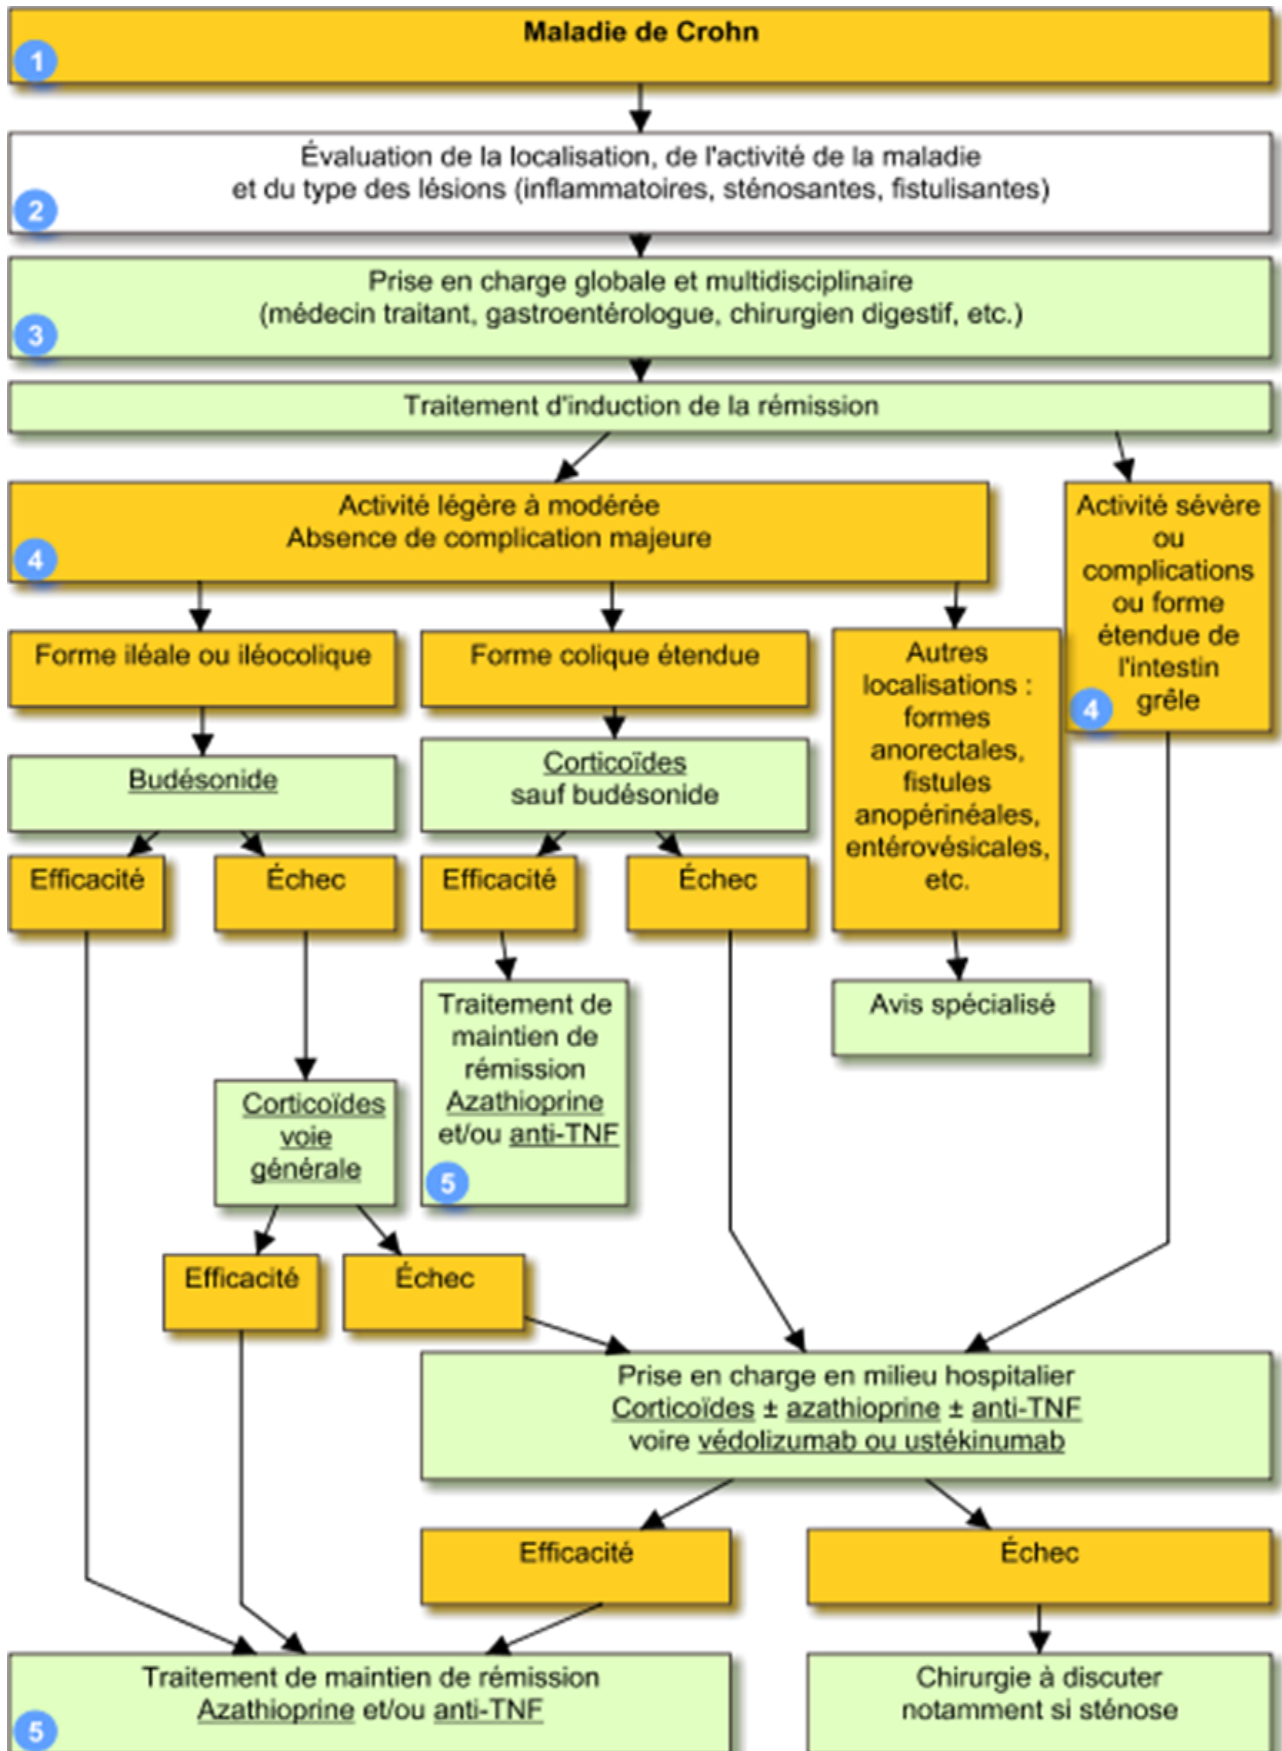 Maladie de Crohn
1
Évaluation de la localisation, de l'activité de la maladie
et du type des lésions (inflammatoires, sténosantes, fistulisantes)
2
Prise en charge globale et multidisciplinaire
(médecin traitant, gastroentérologue, chirurgien digestif, etc.)
3
Traitement d'induction de la rémission
Activité légère à modérée
Absence de complication majeure
4
Activité sévère
ou
complications
ou forme
étendue de
l'intestin
grêle
4
Forme iléale ou iléocolique
Forme colique étendue
Autres
localisations :
formes
anorectales,
fistules
anopérinéales,
entérovésicales,
etc.
Budésonide
Corticoïdes
sauf budésonide
Efficacité
Échec
Efficacité
Échec
Traitement de
maintien de
rémission
Azathioprine
et/ou anti-TNF
5
Avis spécialisé
Corticoïdes
voie
générale
Efficacité
Échec
Prise en charge en milieu hospitalier
Corticoïdes ± azathioprine ± anti-TNF
voire védolizumab ou ustékinumab
Efficacité
Échec
Traitement de maintien de rémission
Azathioprine et/ou anti-TNF
5
Chirurgie à discuter
notamment si sténose